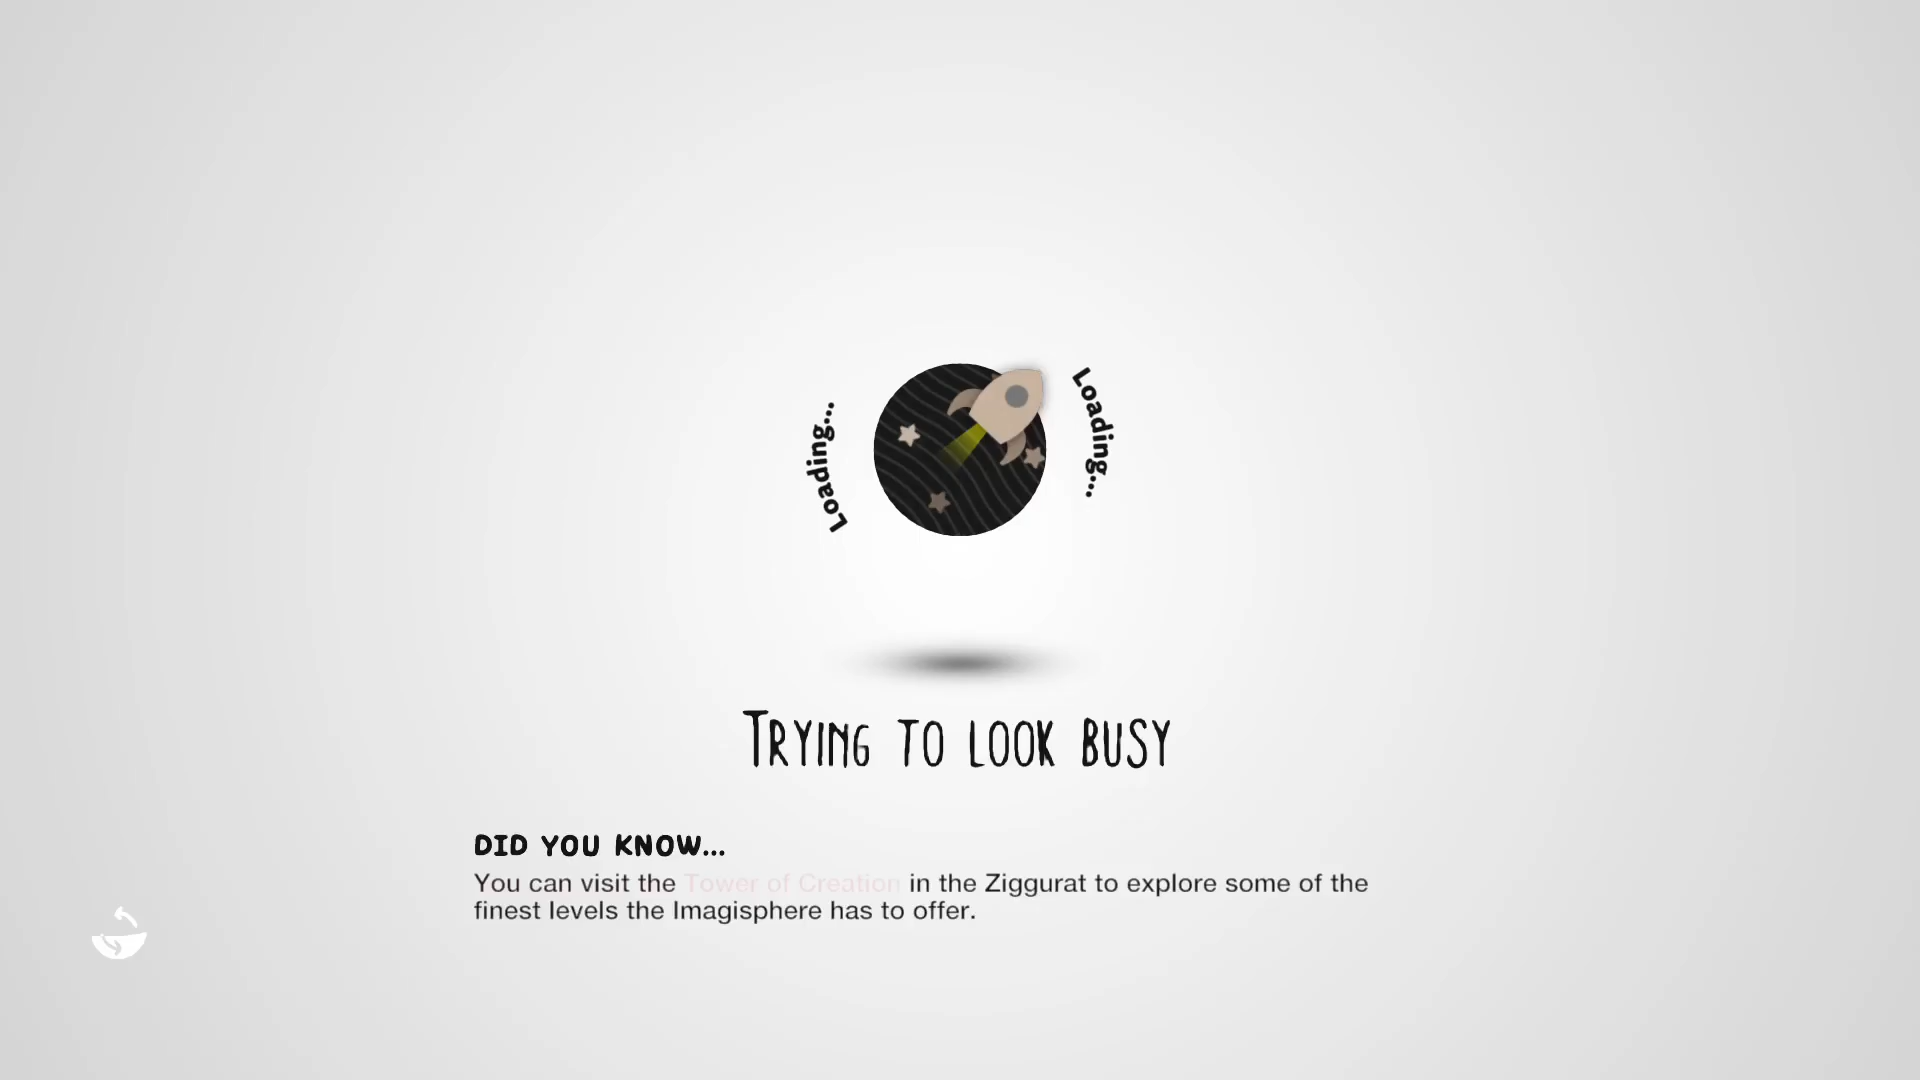 Loading...
Loading...
Trying to look busy
DID YOU KNOW...
You can visit the Tower of Creation in the Ziggurat to explore some of the
finest levels the Imagisphere has to offer.